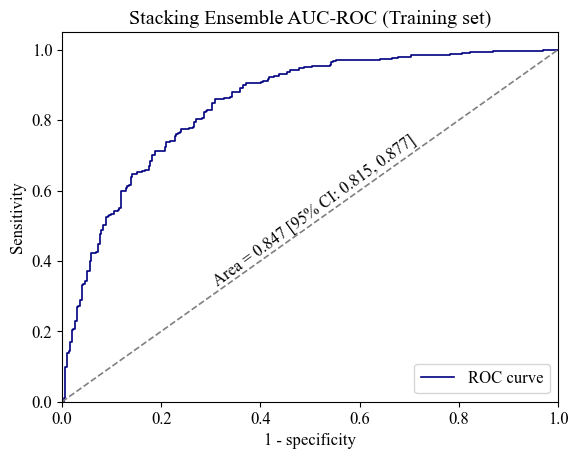 Stacking Ensemble AUC-ROC (Training set)
1.0
0.8
0.6
0.4
0.2
0.0
Sensitivity
Area = 0.847 [95% CI: 0.815, 0.877]
ROC curve
0.0 0.2 0.4 0.6 0.8 1.0
1 - specificity